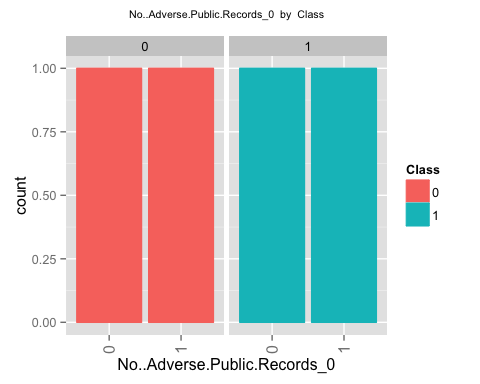 No..Adverse.Public.Records_0 by Class
0 1
1.00
0.75
0.50
0.25
0.00
count
0 1 0 1
No..Adverse.Public.Records_0
Class
0
1